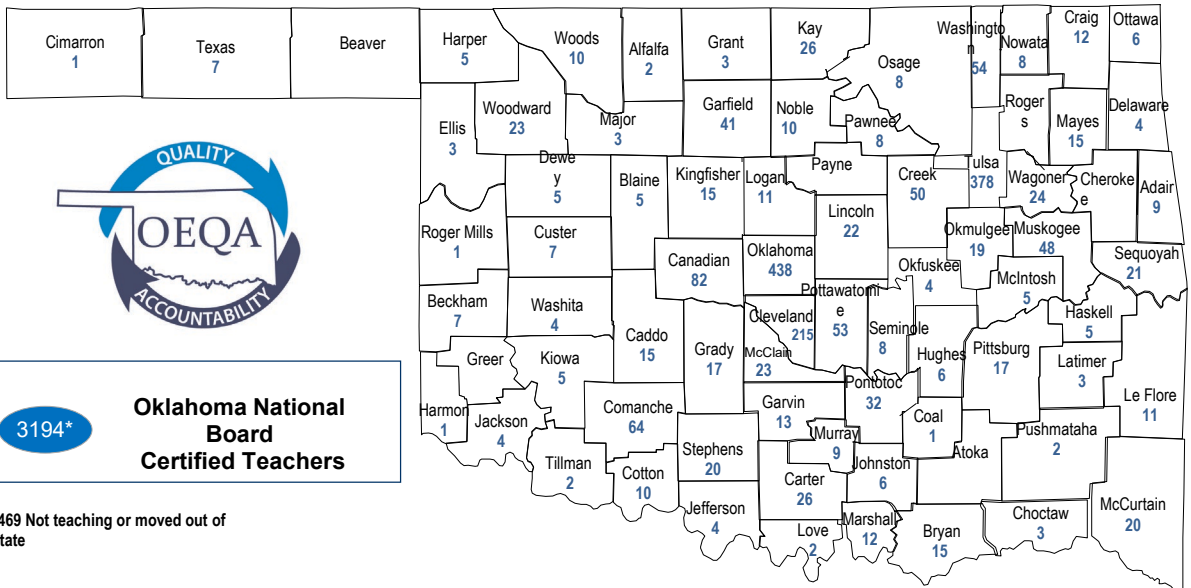 Cimarron
1
Texas
7
Beaver
Harper
5
Woods
10
Alfalfa
2
Grant
3
Kay
26
Osage
8
Washingto
n
54
Nowata
8
Craig
12
Ottawa
6
Ellis
3
Woodward
23
Major
3
Garfield
41
Noble
10
Pawnee
8
Roger
s
Mayes
15
Delaware
4
QUALITY
OEQA
ACCOUNTABILITY
Dewe
y
5
Blaine
5
Kingfisher
15
Logan
11
Payne
Creek
50
ulsa
378
Wagoner
24
Cheroke
e
Adair
9
Roger Mills
1
Custer
7
Canadian
82
Oklahoma
438
Lincoln
22
Okmulgee
19
Muskogee
48
Sequoyah
21
Okfuskee
4
McIntosh
5
Beckham
7
Washita
4
Caddo
15
Grady
17
Cleveland
215
McClain
23
Pottawatomi
e
53
Seminole
8
Hughes
6
Pittsburg
17
Haskell
5
Latimer
3
Le Flore
11
Greer
Kiowa
5
Harmon
1
Jackson
4
Comanche
64
Tillman
2
Cotton
10
Stephens
20
Garvin
13
Murray
9
Pontotoc
32
Coal
1
Atoka
Pushmataha
2
Johnston
6
Carter
26
Jefferson
4
Love
2
Marshall
12
Bryan
15
Choctaw
3
McCurtain
20
3194*
Oklahoma National
Board
Certified Teachers
469 Not teaching or moved out of
tate